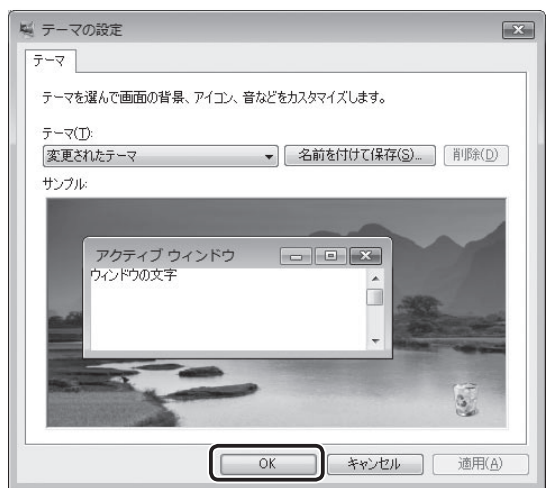 テーマの設定
テーマ
テーマを選んで画面の背景、アイコン、音などをカスタマイズします。
テーマ(T):
変更されたテーマ 名前を付けて保存(S)... 削除(D)
サンプル:
アクティブ ウィンドウ
ウィンドウの文字
OK キャンセル 適用(A)